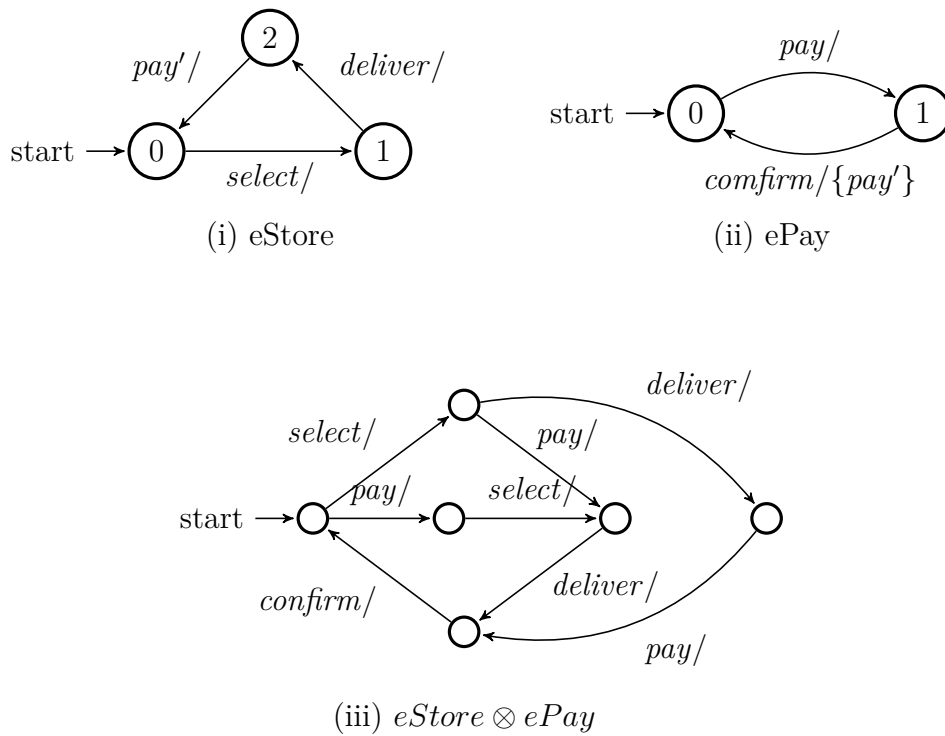 2
pay′/ deliver/
start 0 1
select/
(i) eStore
pay/
start 0 1
comfirm/{pay′}
(ii) ePay
deliver/
select/ pay/
pay/ select/
start
confirm/ deliver/
pay/
(iii) eStore ⊗ ePay